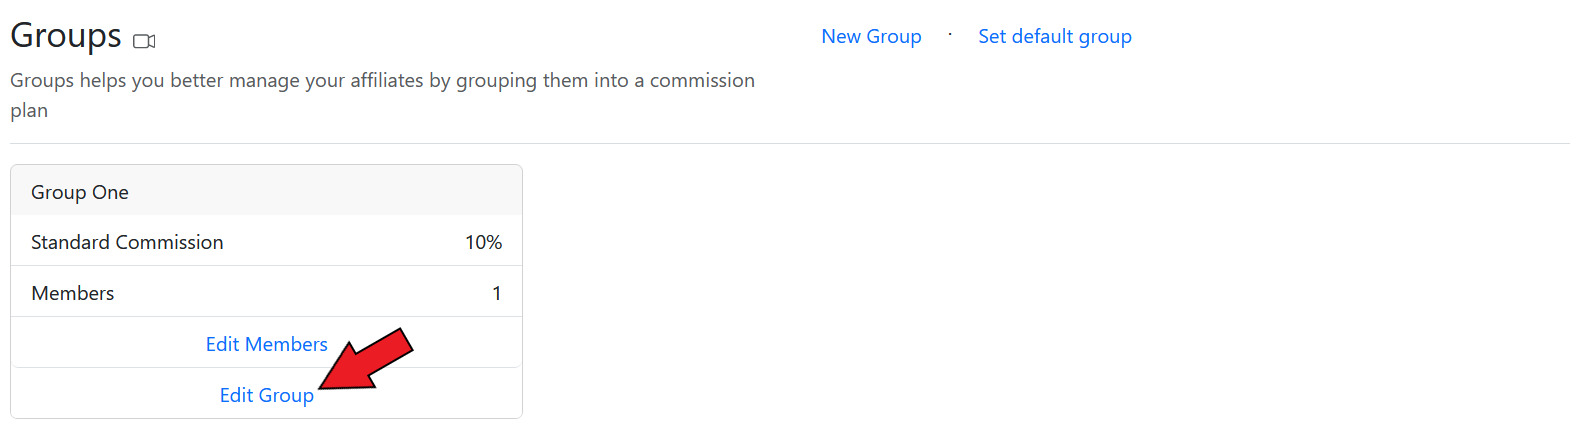 Groups
New Group · Set default group
Groups helps you better manage your affiliates by grouping them into a commission
plan
Group One
Standard Commission 10%
Members 1
Edit Members
Edit Group